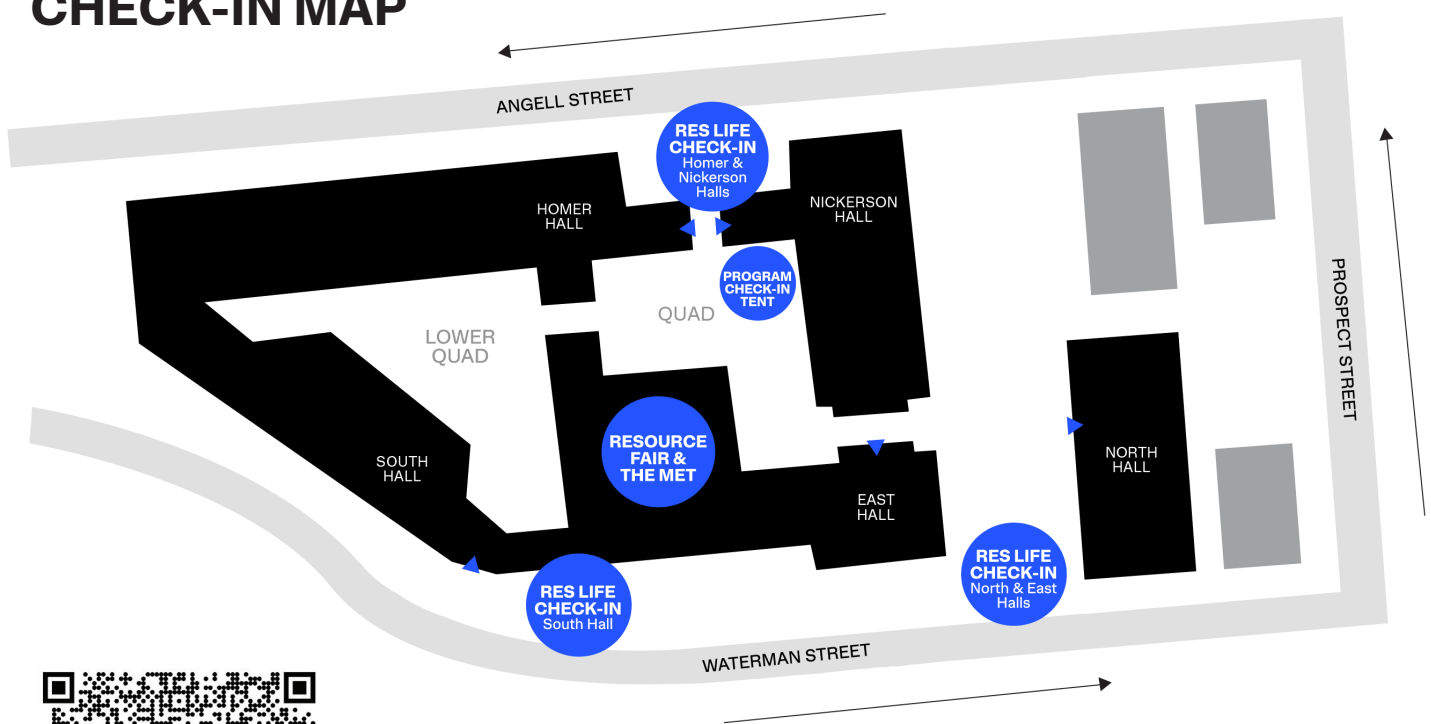 CHECK-IN MAP
ANGELL STREET
RES LIFE
CHECK-IN
Homer &
Nickerson
Halls
HOMER
HALL
NICKERSON
HALL
PROGRAM
CHECK-IN
TENT
QUAD
LOWER
QUAD
PROSPECT STREET
RESOURCE
FAIR &
THE MET
SOUTH
HALL
NORTH
HALL
EAST
HALL
RES LIFE
CHECK-IN
North & East
Halls
RES LIFE
CHECK-IN
South Hall
WATERMAN STREET